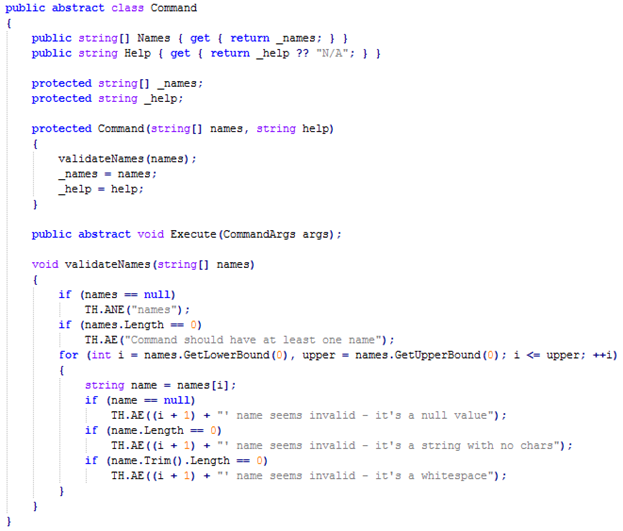 public abstract class Command
{
    public string[] Names { get { return _names; } }
    public string Help { get { return _help ?? "N/A"; } }

    protected string[] _names;
    protected string _help;

    protected Command(string[] names, string help)
    {
        validateNames(names);
        _names = names;
        _help = help;
    }

    public abstract void Execute(CommandArgs args);

    void validateNames(string[] names)
    {
        if (names == null)
            TH.ANE("names");
        if (names.Length == 0)
            TH.AE("Command should have at least one name");
        for (int i = names.GetLowerBound(0), upper = names.GetUpperBound(0); i <= upper; ++i)
        {
            string name = names[i];
            if (name == null)
                TH.AE((i + 1) + "' name seems invalid - it's a null value");
            if (name.Length == 0)
                TH.AE((i + 1) + "' name seems invalid - it's a string with no chars");
            if (name.Trim().Length == 0)
                TH.AE((i + 1) + "' name seems invalid - it's a whitespace");
        }
    }
}